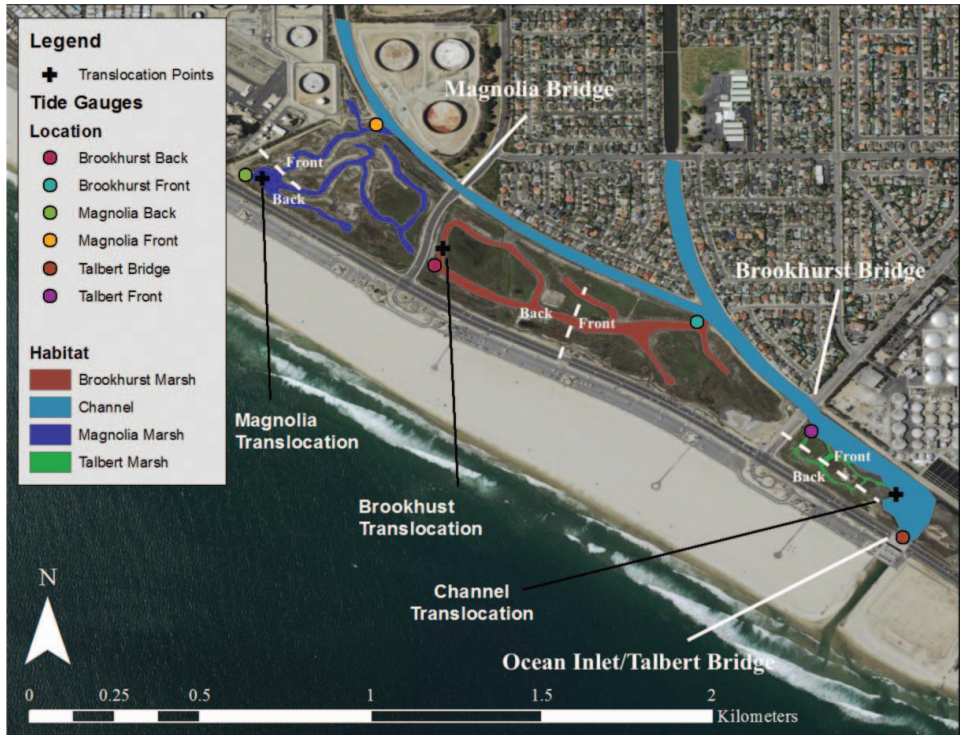 Legend
Translocation Points
Tide Gauges
Location
Brookhurst Back
Brookhurst Front
Magnolia Back
Magnolia Front
Talbert Bridge
Talbert Front
Habitat
Brookhurst Marsh
Channel
Magnolia Marsh
Talbert Marsh
Magnolia Bridge
Front
Back
Brookhurst Bridge
Back
Front
Front
Back
Magnolia
Translocation
Brookhust
Translocation
Channel
Translocation
Ocean Inlet/Talbert Bridge
N
0 0.25 0.5 1 1.5 2
Kilometers